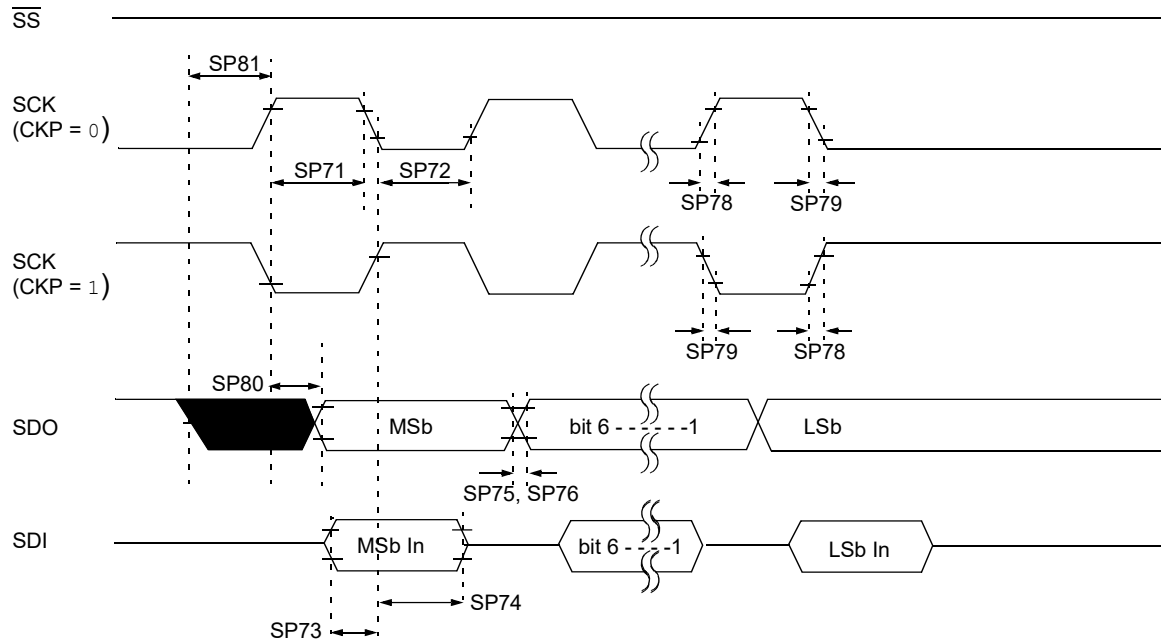 SS
SP81
SCK
(CKP = 0)
SP71
SP72
SP78
SP79
SCK
(CKP = 1)
SP79
SP78
SP80
SDO
MSb
bit 6 - - - - - -1
LSb
SP75, SP76
SDI
MSb In
bit 6 - - - - -1
LSb In
SP74
SP73